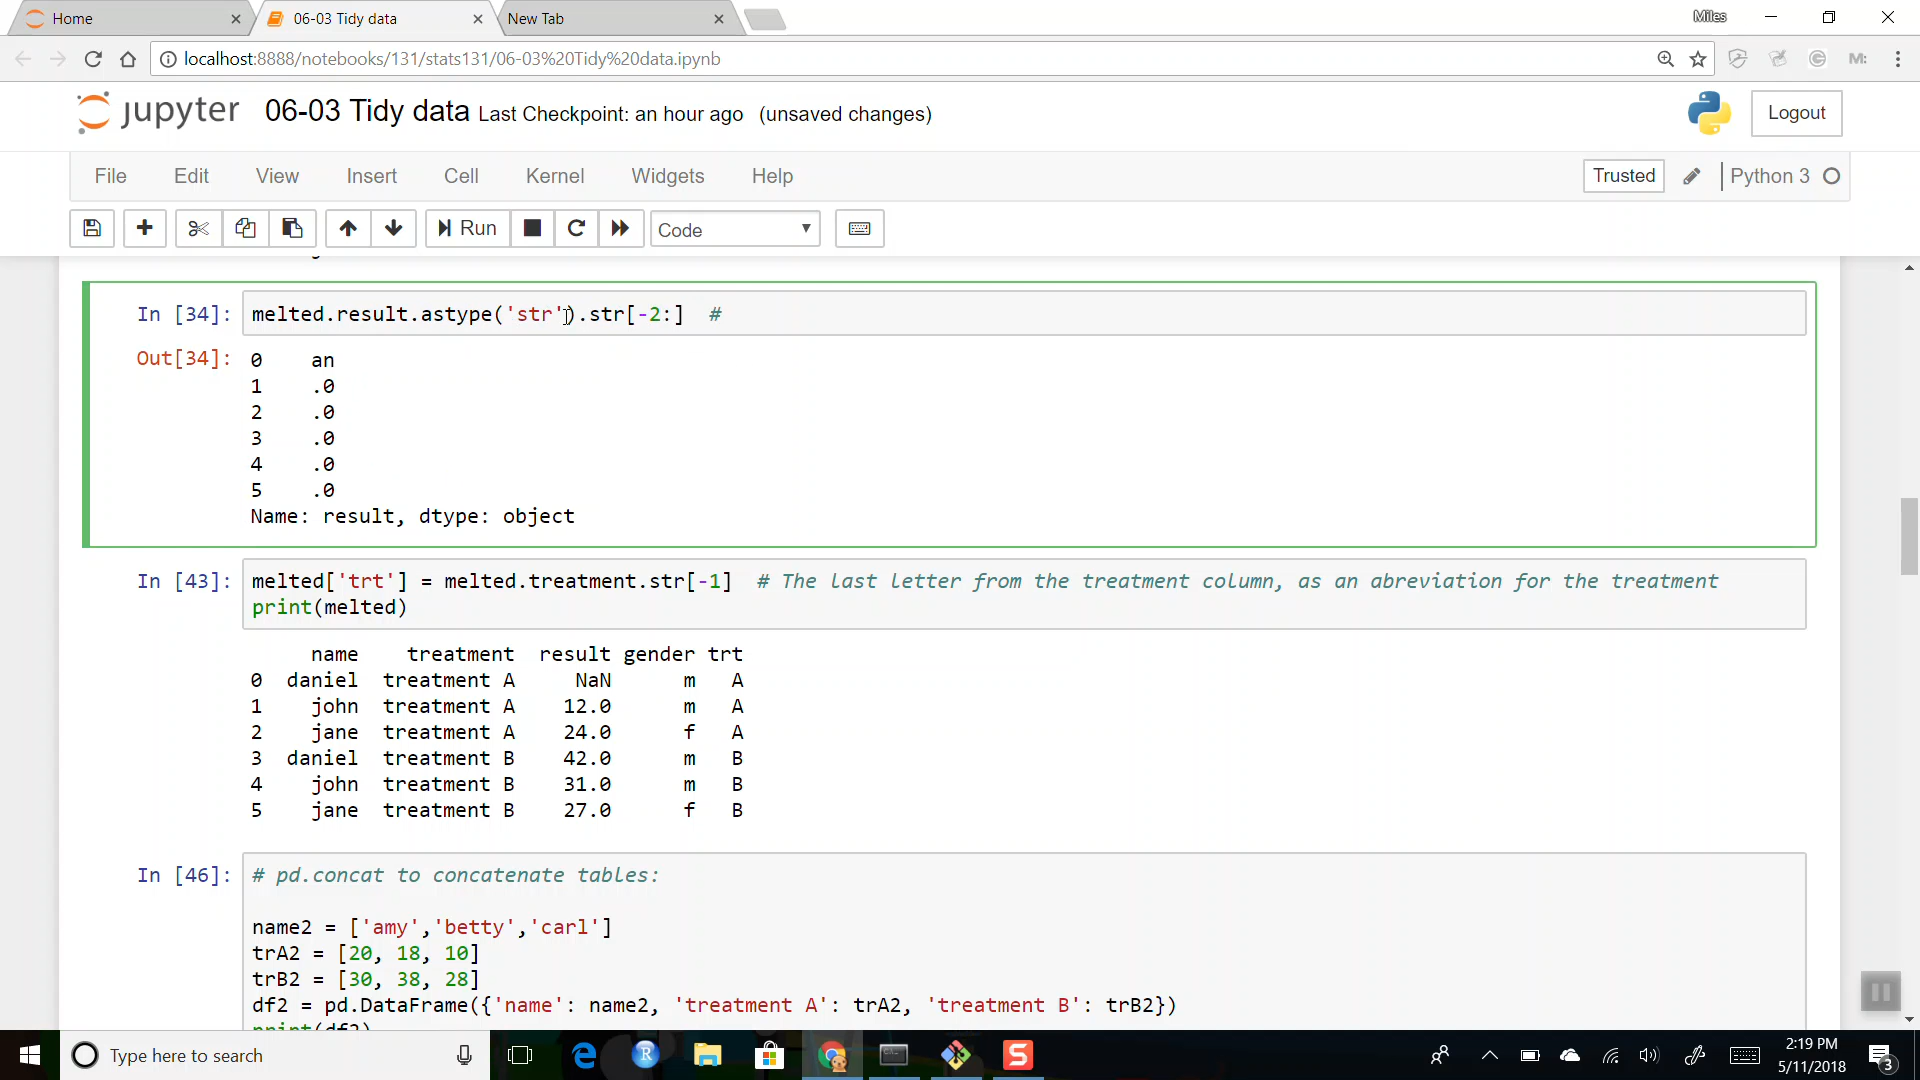 Home
06-03 Tidy data
New Tab
Miles
localhost:8888/notebooks/131/stats131/06-03%20Tidy%20data.ipynb
jupyter 06-03 Tidy data Last Checkpoint: an hour ago (unsaved changes)
Logout
File Edit View Insert Cell Kernel Widgets Help
Trusted
Python 3
Run
Code
In [34]: melted.result.astype('str').str[-2:]  #
Out[34]: 0    an
1    .0
2    .0
3    .0
4    .0
5    .0
Name: result, dtype: object
In [43]: melted['trt'] = melted.treatment.str[-1]  # The last letter from the treatment column, as an abreviation for the treatment
print(melted)
name    treatment  result gender trt
0  daniel  treatment A     NaN      m   A
1    john  treatment A    12.0      m   A
2    jane  treatment A    24.0      f   A
3  daniel  treatment B    42.0      m   B
4    john  treatment B    31.0      m   B
5    jane  treatment B    27.0      f   B
In [46]: # pd.concat to concatenate tables:
name2 = ['amy','betty','carl']
trA2 = [20, 18, 10]
trB2 = [30, 38, 28]
df2 = pd.DataFrame({'name': name2, 'treatment A': trA2, 'treatment B': trB2})
print(df2)
Type here to search
2:19 PM
5/11/2018
3